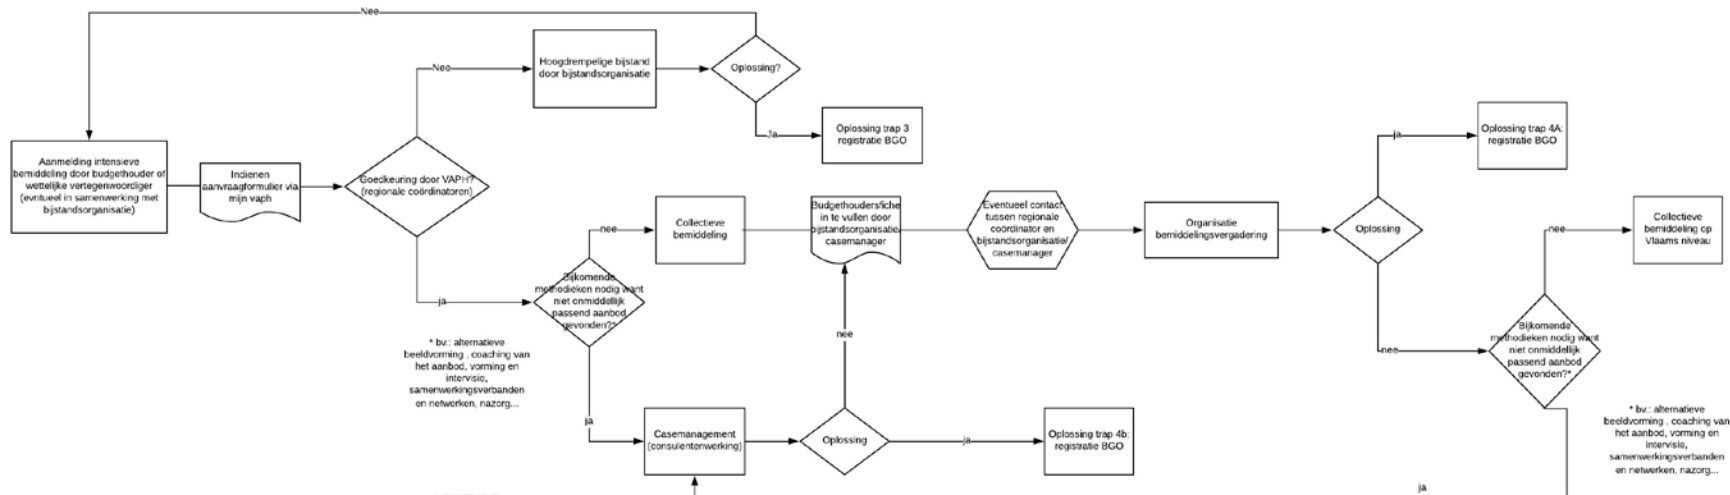 Nee
Hoogdrempelige bijstand
door bijstandsorganisatie
Oplossing?
Nee
Ja
Oplossing trap 3
registratie BGO
Aanmelding intensieve
bemiddeling door budgethouder of
wettelijke vertegenwoordiger
(evntueel in samenwerking met
bijstandsorganisatie)
Indienen
aanvraagformulier via
mijn vaph
Goedkeuring door VAPH?
(regionale coördinatoren)
ja
nee
Bijkomende
methodieken nodig want
niet onmiddellijk
passend aanbod
gevonden?*
* bv.: alternatieve
beeldvorming , coaching van
het aanbod, vorming en
intervisie,
samenwerkingsverbanden
en netwerken, nazorg...
ja
Collectieve
bemiddeling
Budgethoudersfiche
in te vullen door
bijstandsorganisatie/
casemanager
Eventueel contact
tussen regionale
coördinator en
bijstandsorganisatie/
casemanager
Organisatie
bemiddelingsvergadering
Oplossing
ja
Oplossing trap 4A:
registratie BGO
nee
Bijkomende
methodieken nodig want
niet onmiddellijk
passend aanbod
gevonden?*
nee
Collectieve
bemiddeling op
Vlaams niveau
* bv.: alternatieve
beeldvorming , coaching van
het aanbod, vorming en
intervisie,
samenwerkingsverbanden
en netwerken, nazorg...
ja
Casemanagement
(consulentenwerking)
Oplossing
nee
ja
Oplossing trap 4b:
registratie BGO